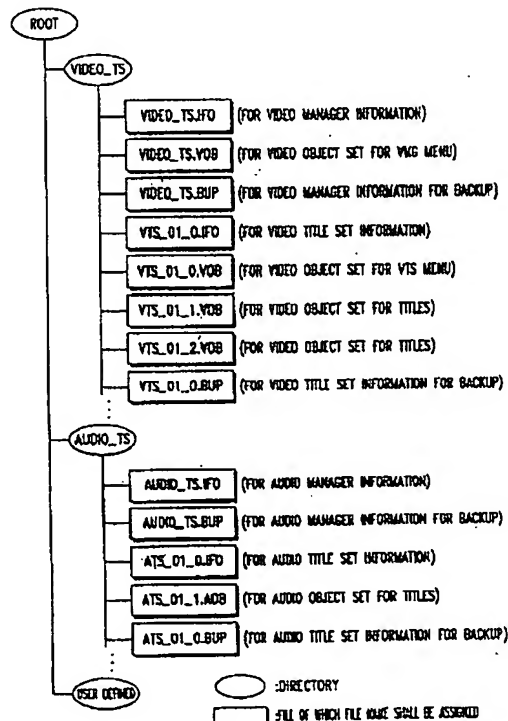 ROOT
VIDEO_TS
VIDEO_TS.IFO (FOR VIDEO MANAGER INFORMATION)
VIDEO_TS.VOB (FOR VIDEO OBJECT SET FOR VMG MENU)
VIDEO_TS.BUP (FOR VIDEO MANAGER INFORMATION FOR BACKUP)
VTS_01_0.IFO (FOR VIDEO TITLE SET INFORMATION)
VTS_01_0.VOB (FOR VIDEO OBJECT SET FOR VTS MENU)
VTS_01_1.VOB (FOR VIDEO OBJECT SET FOR TITLES)
VTS_01_2.VOB (FOR VIDEO OBJECT SET FOR TITLES)
VTS_01_0.BUP (FOR VIDEO TITLE SET INFORMATION FOR BACKUP)
AUDIO_TS
AUDIO_TS.IFO (FOR AUDIO MANAGER INFORMATION)
AUDIO_TS.BUP (FOR AUDIO MANAGER INFORMATION FOR BACKUP)
ATS_01_0.IFO (FOR AUDIO TITLE SET INFORMATION)
ATS_01_1.AOB (FOR AUDIO OBJECT SET FOR TITLES)
ATS_01_0.BUP (FOR AUDIO TITLE SET INFORMATION FOR BACKUP)
USER DEFINED
:DIRECTORY
:FILE OF WHICH FILE NAME SHALL BE ASSIGNED